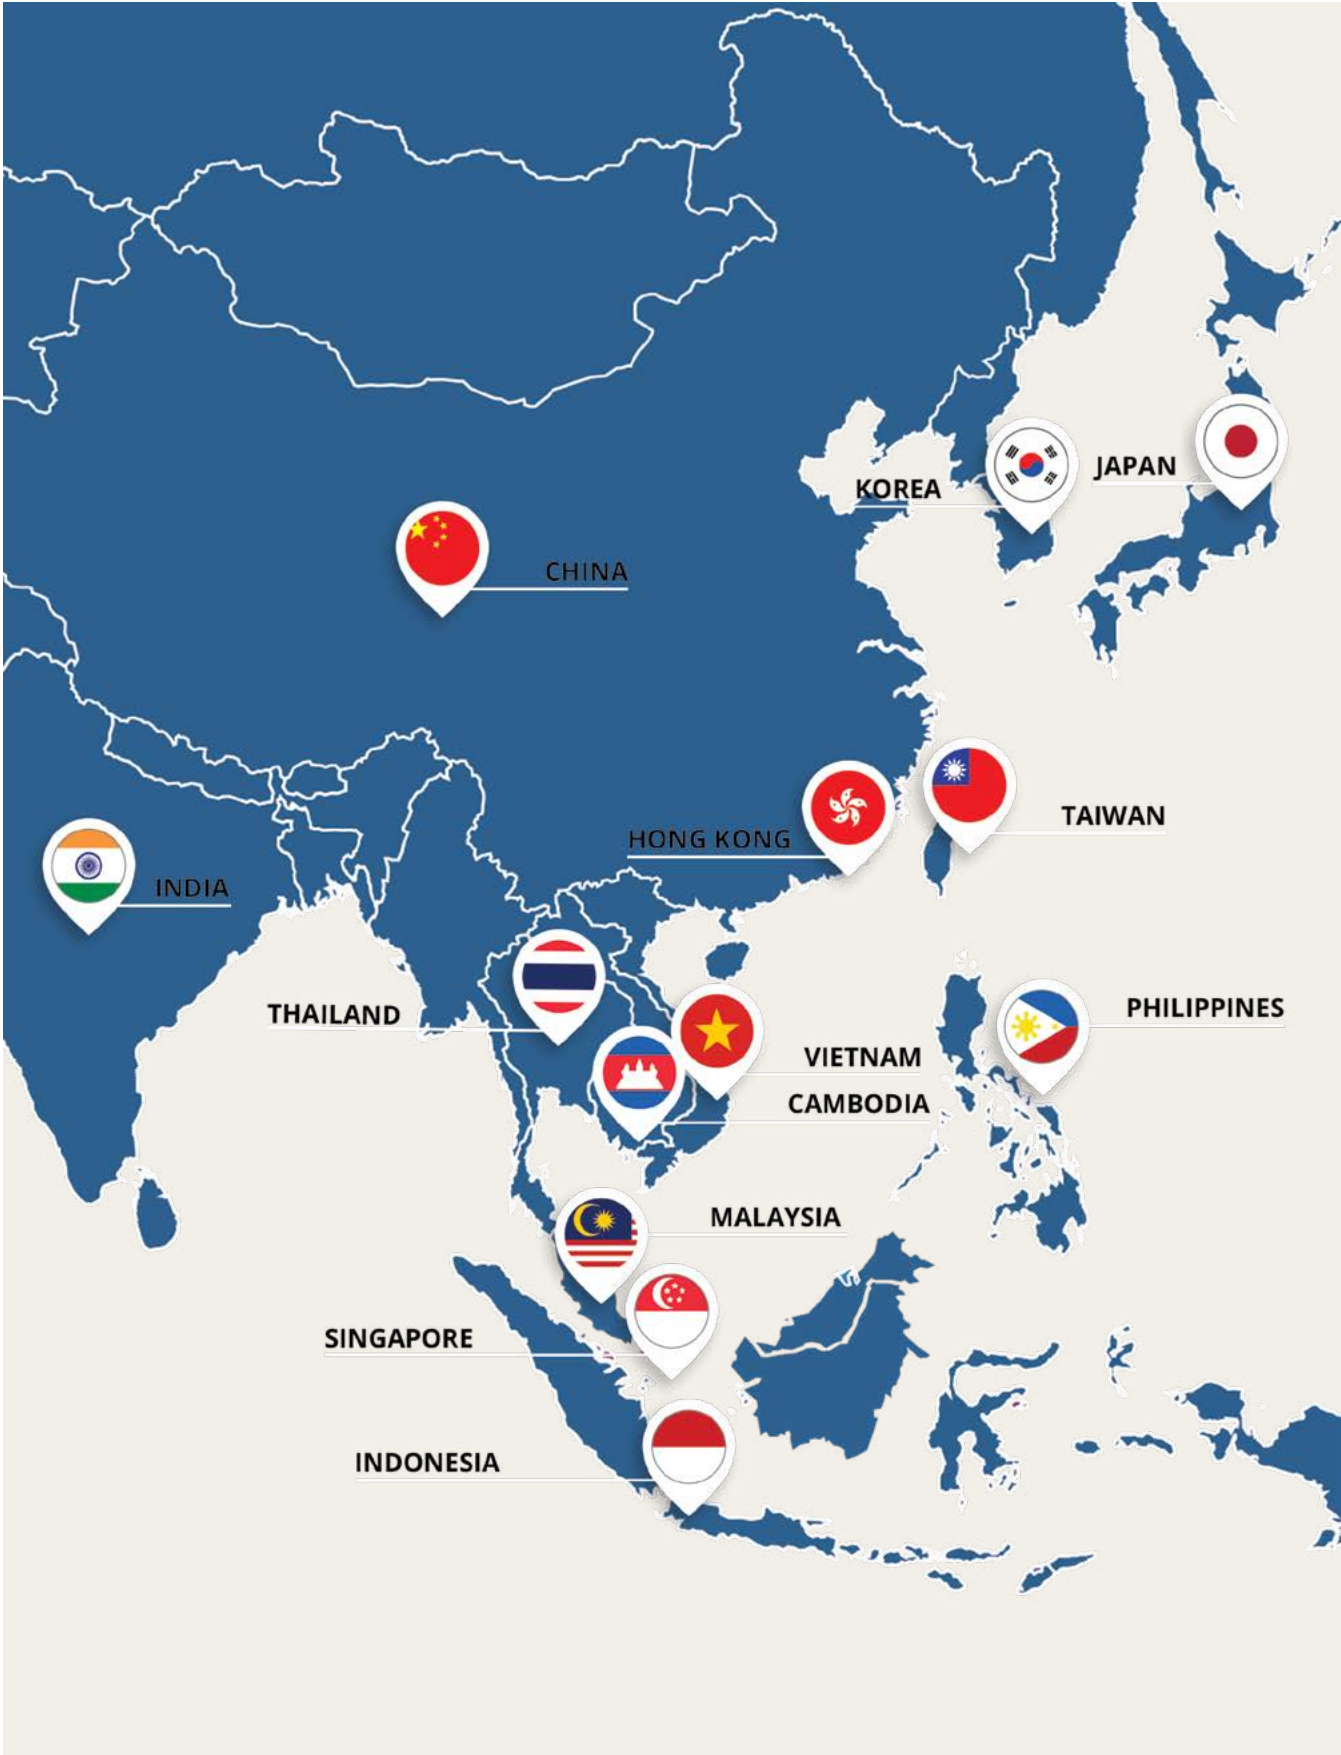 JAPAN
KOREA
CHINA
TAIWAN
HONG KONG
INDIA
PHILIPPINES
THAILAND
VIETNAM
CAMBODIA
MALAYSIA
SINGAPORE
INDONESIA